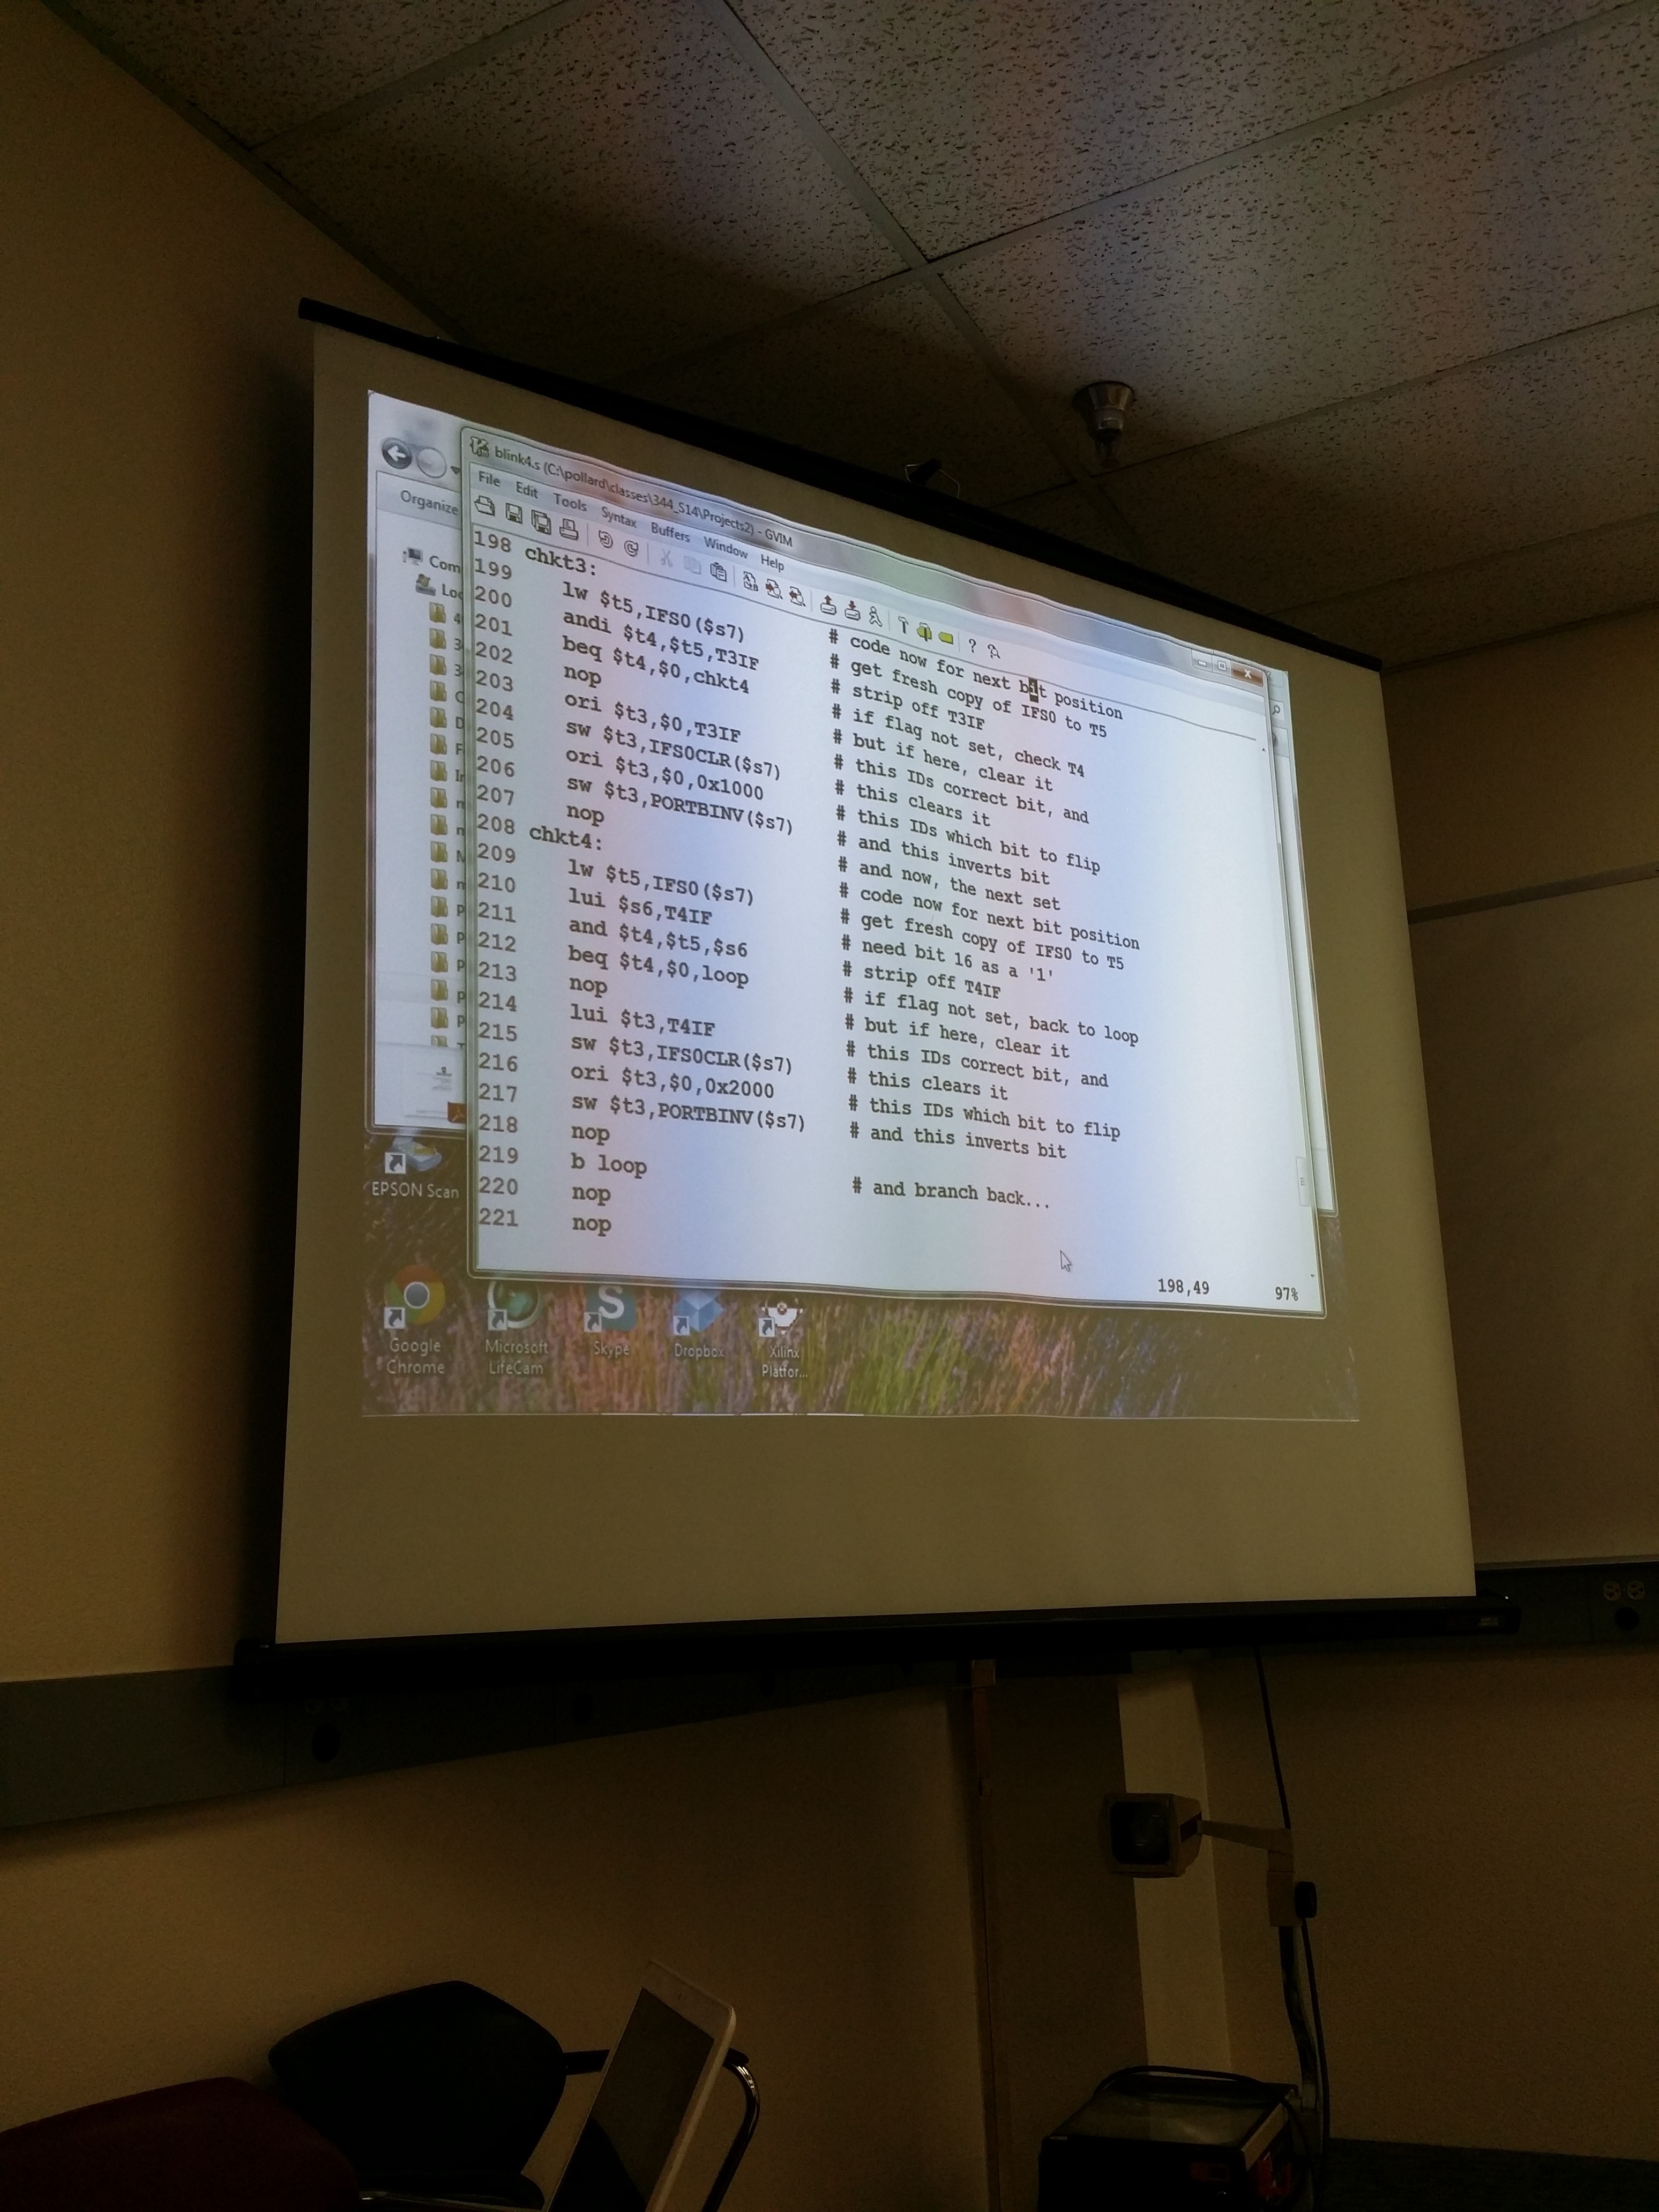 blink4.s (C:\pollard\classes\344_S14\Projects2) - GVIM
File Edit Tools Syntax Buffers Window Help
Organize
Com
Loc
198 chkt3: # code now for next bit position
199 lw $t5,IFS0($s7) # get fresh copy of IFS0 to T5
200 andi $t4,$t5,T3IF # strip off T3IF
201 beq $t4,$0,chkt4 # if flag not set, check T4
202 nop # but if here, clear it
203 ori $t3,$0,T3IF # this IDs correct bit, and
204 sw $t3,IFS0CLR($s7) # this clears it
205 ori $t3,$0,0x1000 # this IDs which bit to flip
206 sw $t3,PORTBINV($s7) # and this inverts bit
207 nop # and now, the next set
208 chkt4: # code now for next bit position
209 lw $t5,IFS0($s7) # get fresh copy of IFS0 to T5
210 lui $s6,T4IF # need bit 16 as a '1'
211 and $t4,$t5,$s6 # strip off T4IF
212 beq $t4,$0,loop # if flag not set, back to loop
213 nop # but if here, clear it
214 lui $t3,T4IF # this IDs correct bit, and
215 sw $t3,IFS0CLR($s7) # this clears it
216 ori $t3,$0,0x2000 # this IDs which bit to flip
217 sw $t3,PORTBINV($s7) # and this inverts bit
218 nop
219 b loop # and branch back...
220 nop
221 nop
198,49 97%
EPSON Scan
Google Chrome
Microsoft LifeCam
Skype
Dropbox
Xilinx Platfor...